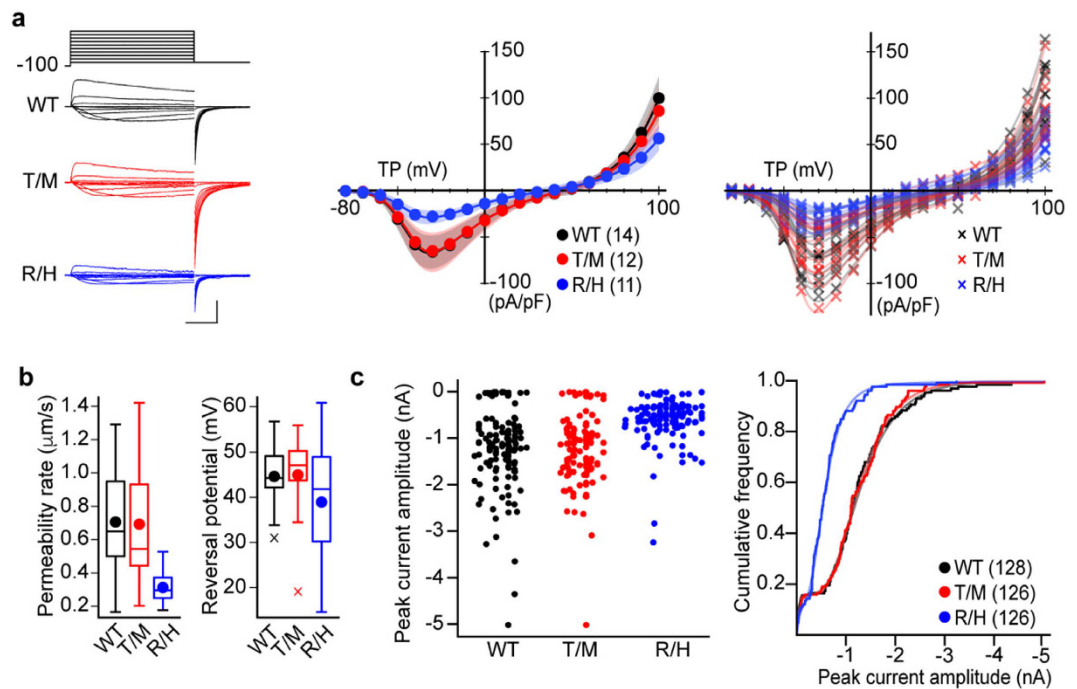 a
-100
WT
T/M
R/H
150
100
50
TP (mV)
-80
100
WT (14)
T/M (12)
R/H (11)
-100
(pA/pF)
150
100
50
TP (mV)
100
WT
T/M
R/H
-100
(pA/pF)
b
Permeability rate (μm/s)
1.4
1.2
1.0
0.8
0.6
0.4
0.2
WT
T/M
R/H
Reversal potential (mV)
60
50
40
30
20
WT
T/M
R/H
c
Peak current amplitude (nA)
0
-1
-2
-3
-4
-5
WT T/M R/H
Cumulative frequency
1.0
0.8
0.6
0.4
0.2
WT (128)
T/M (126)
R/H (126)
-1 -2 -3 -4 -5
Peak current amplitude (nA)